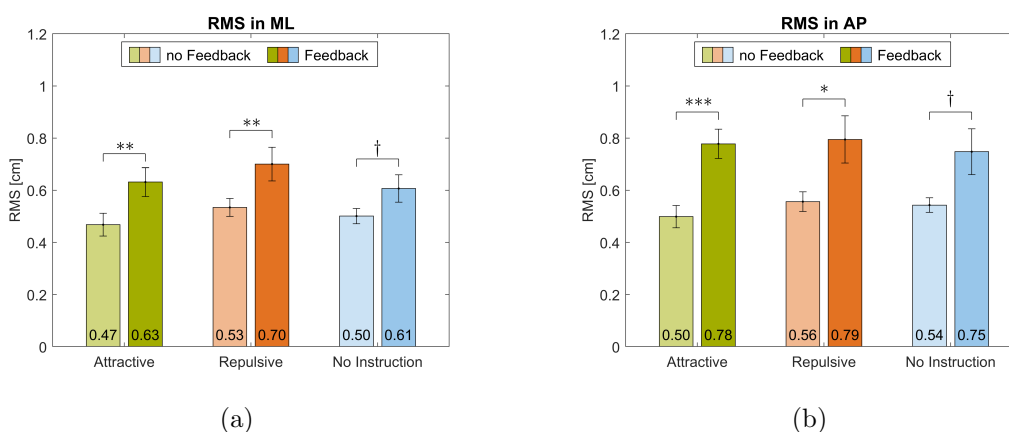 RMS in ML
no Feedback Feedback
RMS [cm]
1.2
1
0.8
0.6
0.4
0.2
0
**
**
†
0.47 0.63 0.53 0.70 0.50 0.61
Attractive Repulsive No Instruction
(a)
RMS in AP
no Feedback Feedback
RMS [cm]
1.2
1
0.8
0.6
0.4
0.2
0
***
*
†
0.50 0.78 0.56 0.79 0.54 0.75
Attractive Repulsive No Instruction
(b)